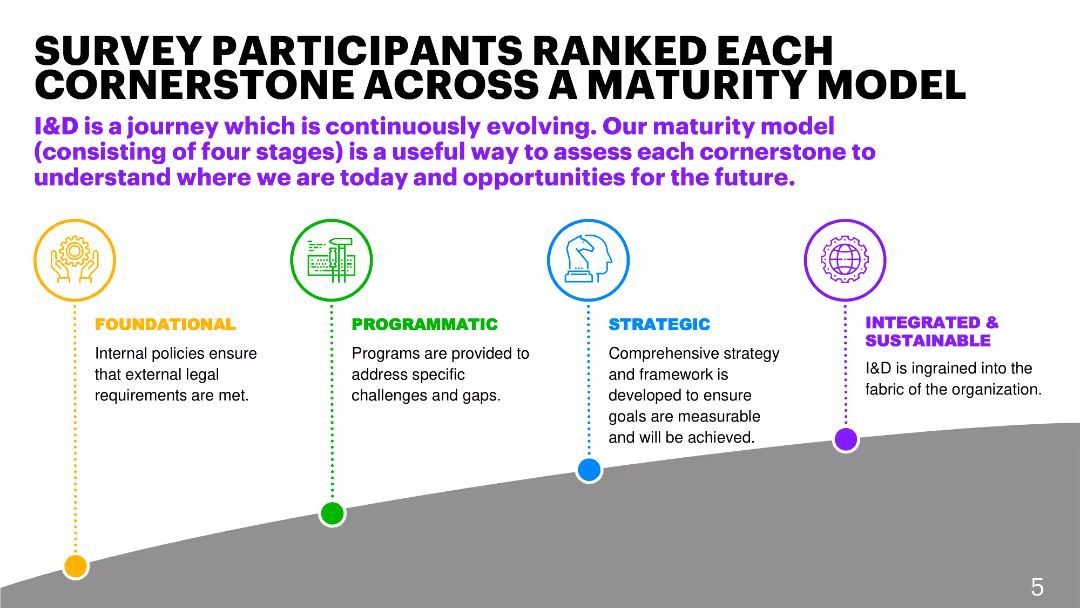 SURVEY PARTICIPANTS RANKED EACH
CORNERSTONE ACROSS A MATURITY MODEL
I&D is a journey which is continuously evolving. Our maturity model
(consisting of four stages) is a useful way to assess each cornerstone to
understand where we are today and opportunities for the future.
FOUNDATIONAL
Internal policies ensure
that external legal
requirements are met.
PROGRAMMATIC
Programs are provided to
address specific
challenges and gaps.
STRATEGIC
Comprehensive strategy
and framework is
developed to ensure
goals are measurable
and will be achieved.
INTEGRATED &
SUSTAINABLE
I&D is ingrained into the
fabric of the organization.
5